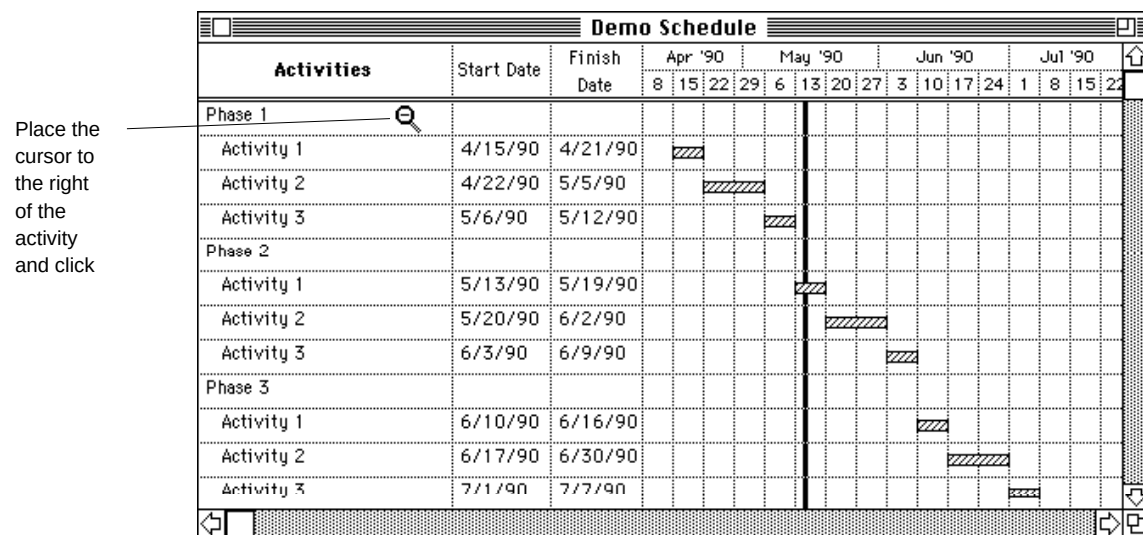 Demo Schedule
Activities Start Date Finish Date Apr '90 May '90 Jun '90 Jul '90
8 15 22 29 6 13 20 27 3 10 17 24 1 8 15 22
Phase 1
Activity 1 4/15/90 4/21/90
Activity 2 4/22/90 5/5/90
Activity 3 5/6/90 5/12/90
Phase 2
Activity 1 5/13/90 5/19/90
Activity 2 5/20/90 6/2/90
Activity 3 6/3/90 6/9/90
Phase 3
Activity 1 6/10/90 6/16/90
Activity 2 6/17/90 6/30/90
Activity 3 7/1/90 7/7/90
Place the
cursor to
the right
of the
activity
and click